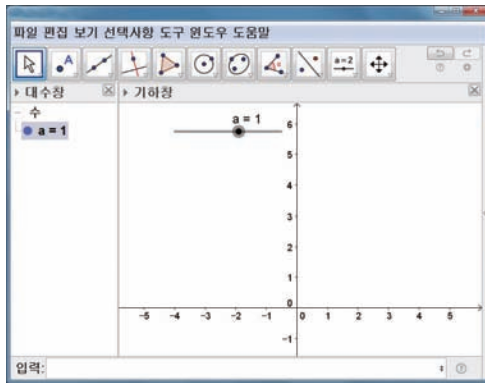 파일 편집 보기 선택사항 도구 윈도우 도움말
a=2
대수창 기하창
수
a = 1
a = 1
6
5
4
3
2
1
0
-5 -4 -3 -2 -1 0 1 2 3 4 5
-1
입력: